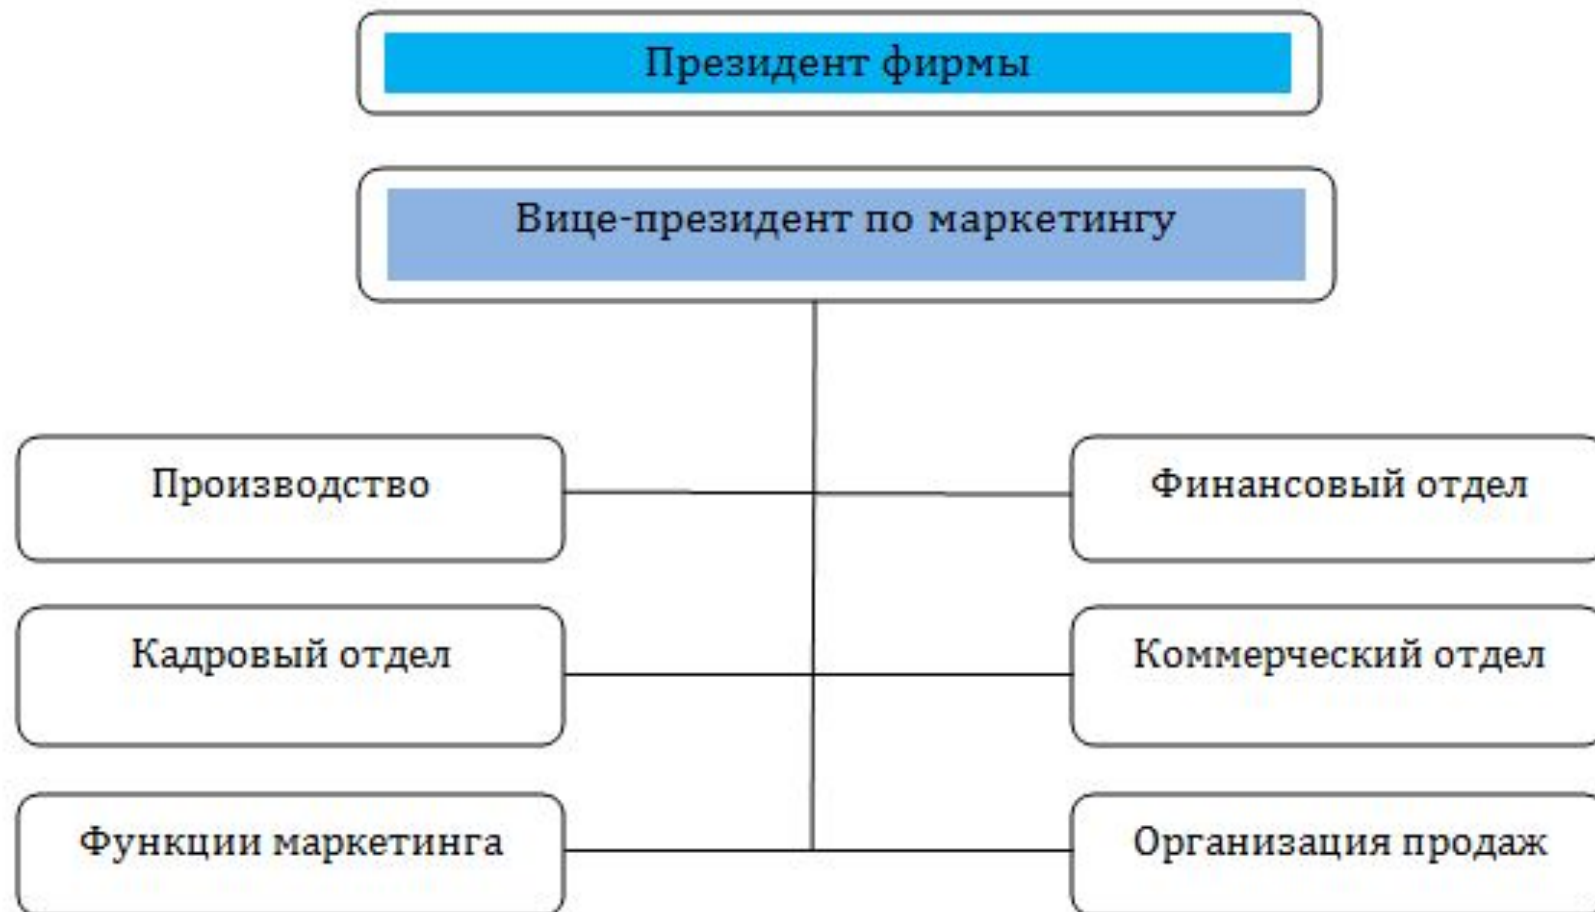 Президент фирмы
Вице-президент по маркетингу
Производство
Финансовый отдел
Кадровый отдел
Коммерческий отдел
Функции маркетинга
Организация продаж